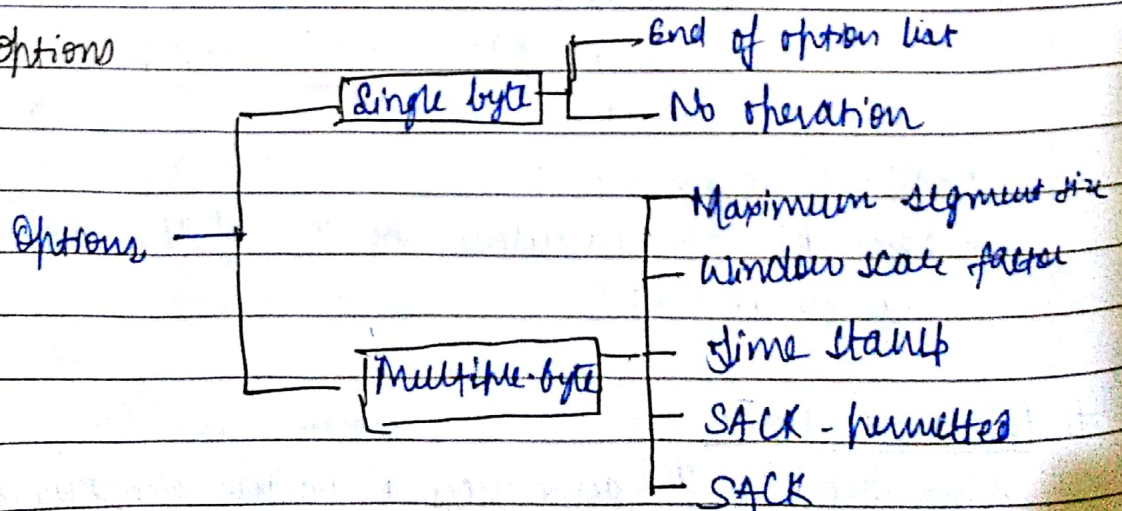 Options
End of option list
Single byte
No operation
Maximum segment size
Options
Window scale factor
Time stamp
Multiple-byte
SACK - permitted
SACK